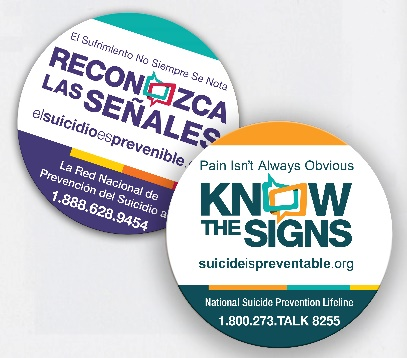 El Sufrimiento No Siempre Se Nota
RECONOZCA
LAS SEÑALES
elsuicidioesprevenible.
La Red Nacional de
Prevención del Suicidio a
1.888.628.9454
Pain Isn't Always Obvious
KNOW
THE SIGNS
suicideispreventable.org
National Suicide Prevention Lifeline
1.800.273.TALK 8255